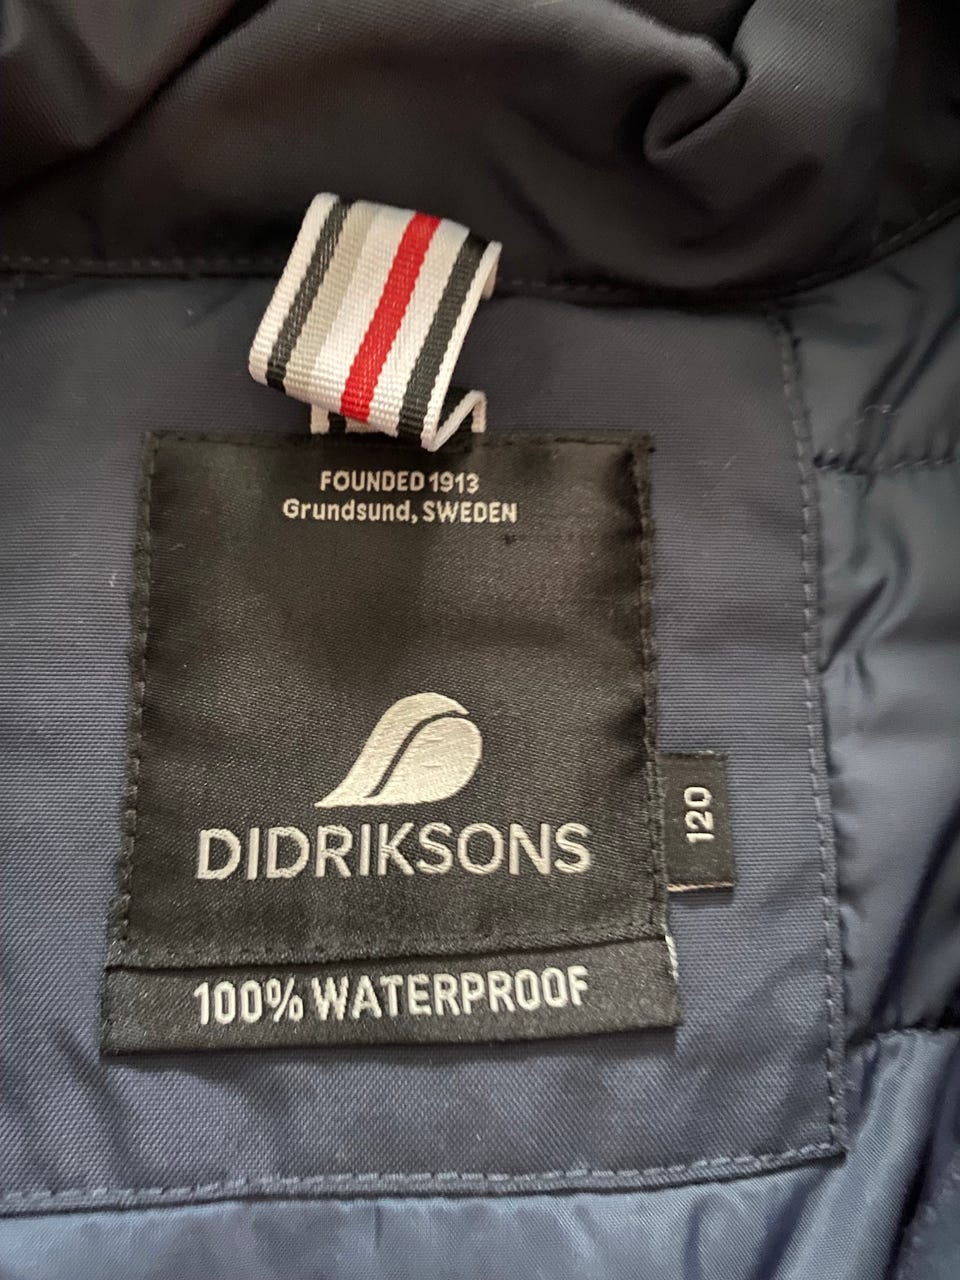 FOUNDED 1913
Grundsund, SWEDEN
DIDRIKSONS
120
100% WATERPROOF